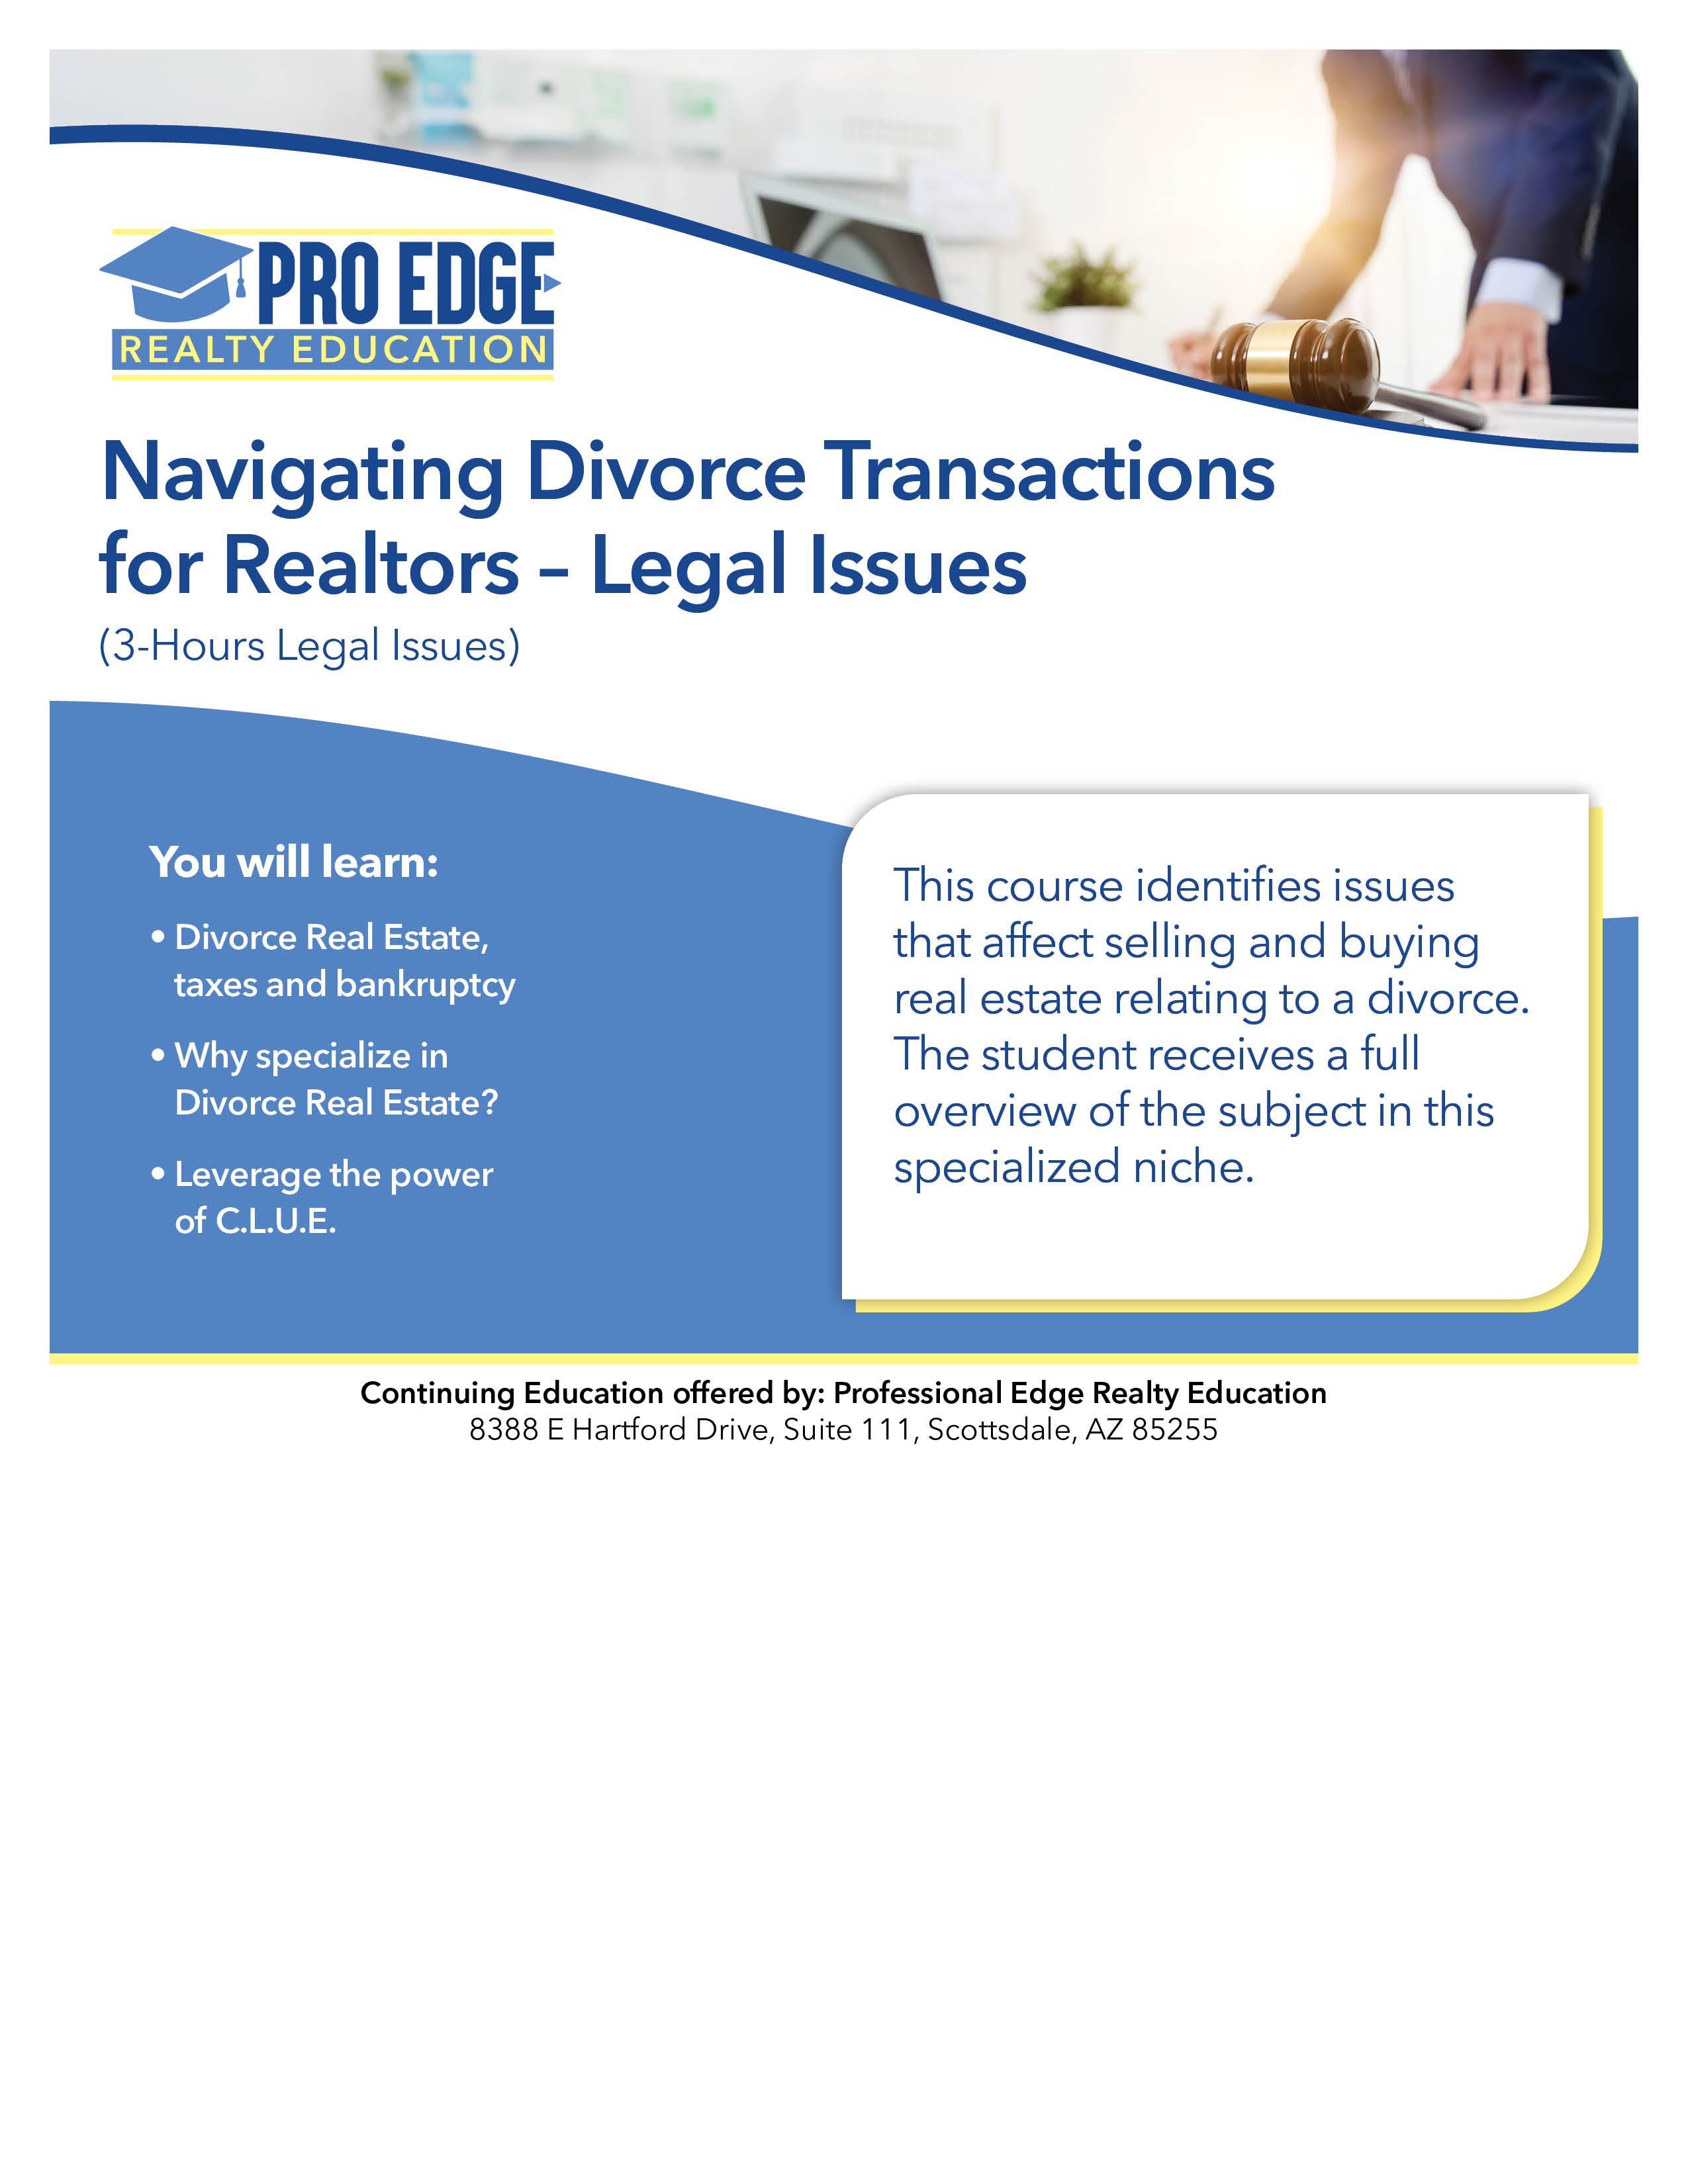 PRO EDGE
REALTY EDUCATION
Navigating Divorce Transactions
for Realtors – Legal Issues
(3-Hours Legal Issues)
You will learn:
• Divorce Real Estate,
taxes and bankruptcy
• Why specialize in
Divorce Real Estate?
• Leverage the power
of C.L.U.E.
This course identifies issues
that affect selling and buying
real estate relating to a divorce.
The student receives a full
overview of the subject in this
specialized niche.
Continuing Education offered by: Professional Edge Realty Education
8388 E Hartford Drive, Suite 111, Scottsdale, AZ 85255